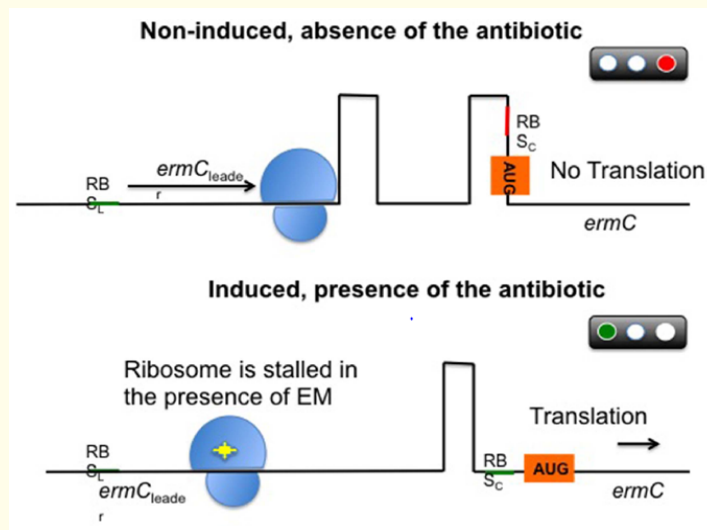 Non-induced, absence of the antibiotic
RB
S_C
RB
S_L
ermC_leade
r
AUG
No Translation
ermC
Induced, presence of the antibiotic
Ribosome is stalled in
the presence of EM
Translation
RB
S_L
RB
S_C
AUG
ermC_leade
r
ermC